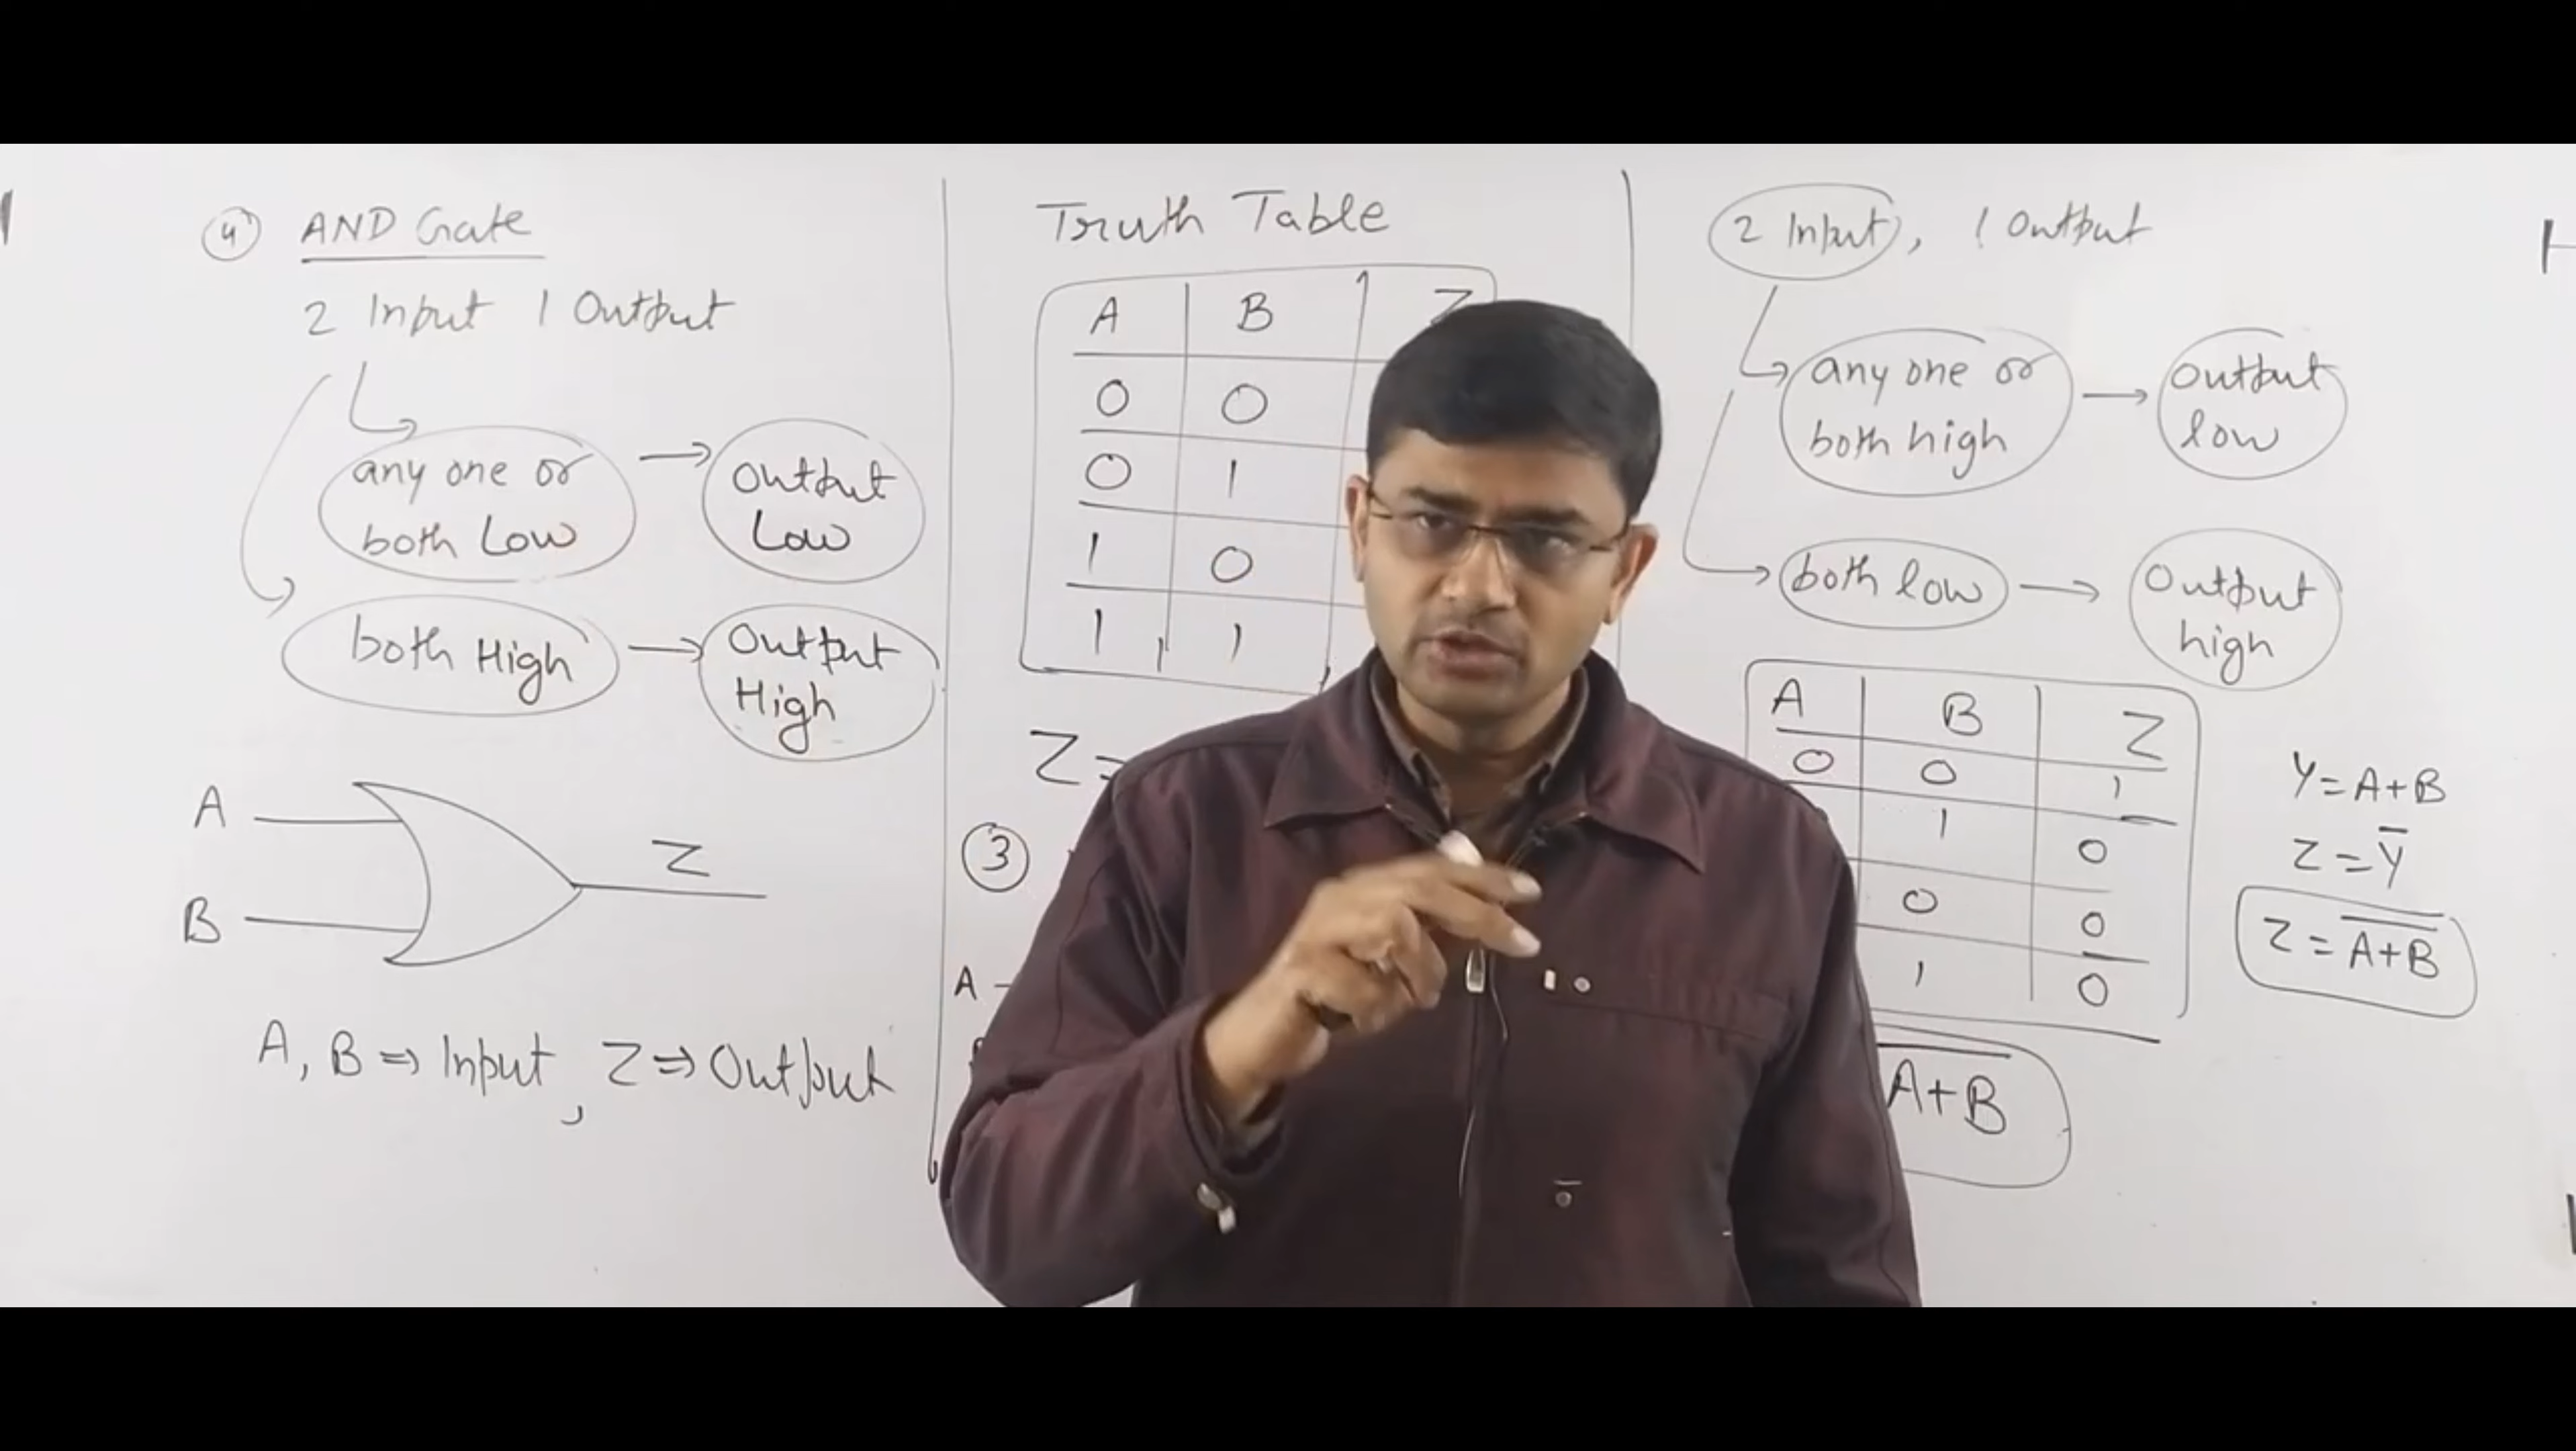 4 AND Gate
2 Input 1 Output
any one or
both Low
Output
Low
both High
Output
High
A
B
Z
A, B ⇒ Input, Z ⇒ Output
Truth Table
A B Z
0 0
0 1
1 0
1 1
Z =
3
A
2 Input, 1 Output
any one or
both high
output
low
both low
Output
high
A B Z
0 0 1
1 0
0 0
1 0
Y = A+B
Z = Y̅
Z = A̅+̅B̅
A̅+̅B̅